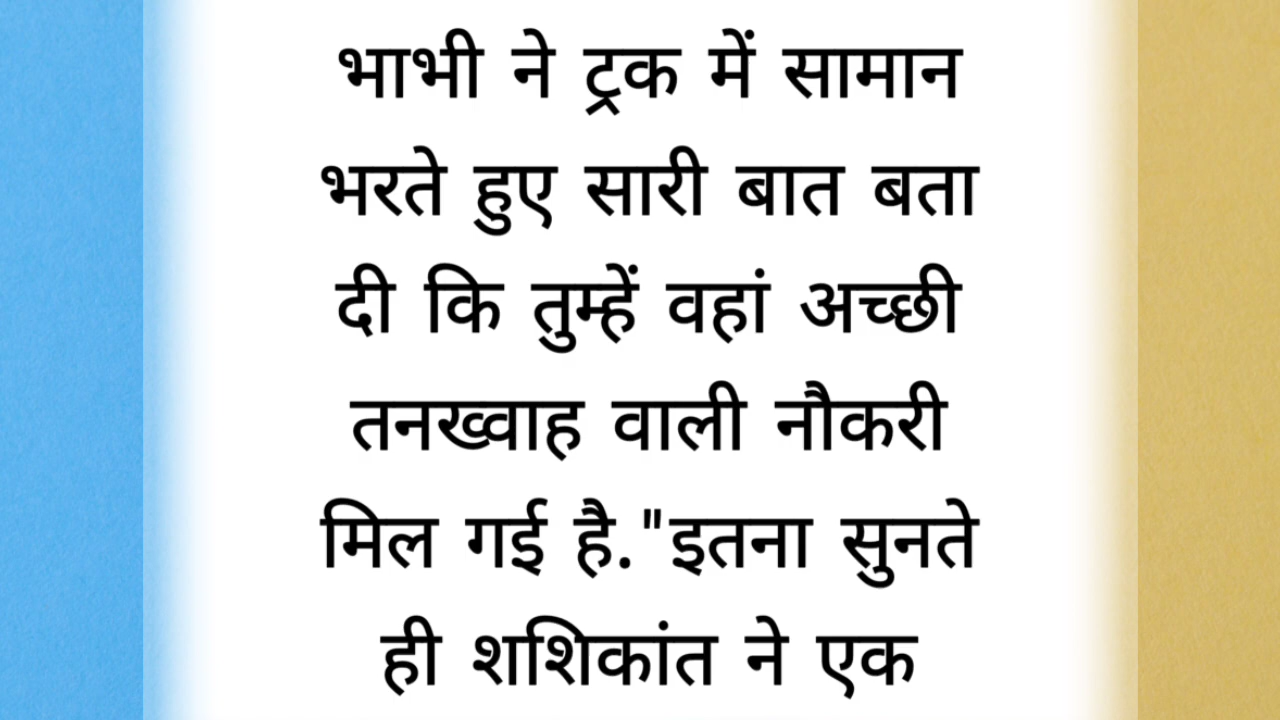 भाभी ने ट्रक में सामान
भरते हुए सारी बात बता
दी कि तुम्हें वहां अच्छी
तनख्वाह वाली नौकरी
मिल गई है."इतना सुनते
ही शशिकांत ने एक